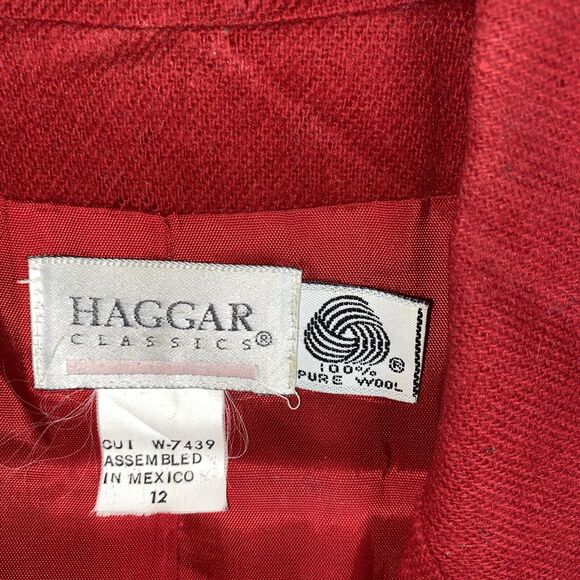 HAGGAR
CLASSICS®
100%
PURE WOOL
®
CUT W-7439
ASSEMBLED
IN MEXICO
12